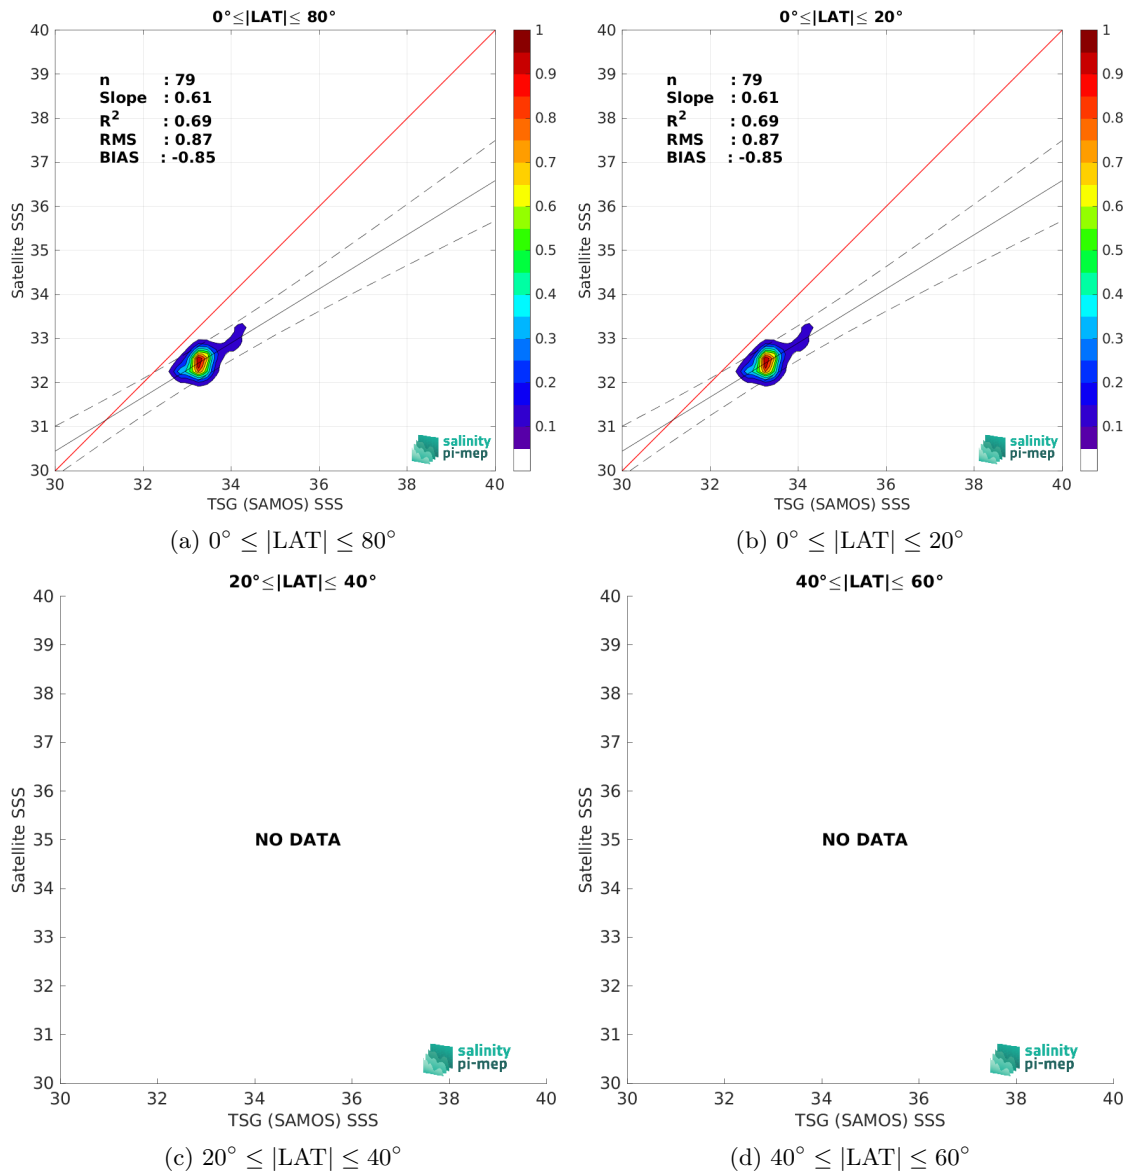 0°≤|LAT|≤ 80°
n : 79
Slope : 0.61
R² : 0.69
RMS : 0.87
BIAS : -0.85
40
39
38
37
36
35
34
33
32
31
30
30 32 34 36 38 40
Satellite SSS
TSG (SAMOS) SSS
1
0.9
0.8
0.7
0.6
0.5
0.4
0.3
0.2
0.1
salinity
pi-mep
(a) 0° ≤ |LAT| ≤ 80°
0°≤|LAT|≤ 20°
n : 79
Slope : 0.61
R² : 0.69
RMS : 0.87
BIAS : -0.85
40
39
38
37
36
35
34
33
32
31
30
30 32 34 36 38 40
Satellite SSS
TSG (SAMOS) SSS
1
0.9
0.8
0.7
0.6
0.5
0.4
0.3
0.2
0.1
salinity
pi-mep
(b) 0° ≤ |LAT| ≤ 20°
20°≤|LAT|≤ 40°
40
39
38
37
36
35
34
33
32
31
30
30 32 34 36 38 40
Satellite SSS
NO DATA
TSG (SAMOS) SSS
salinity
pi-mep
(c) 20° ≤ |LAT| ≤ 40°
40°≤|LAT|≤ 60°
40
39
38
37
36
35
34
33
32
31
30
30 32 34 36 38 40
Satellite SSS
NO DATA
TSG (SAMOS) SSS
salinity
pi-mep
(d) 40° ≤ |LAT| ≤ 60°